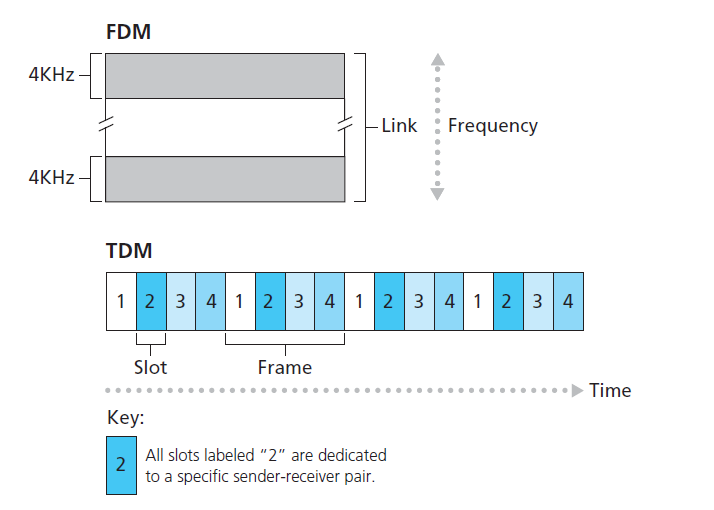 FDM
4KHz
Link
Frequency
4KHz
TDM
1 2 3 4 1 2 3 4 1 2 3 4 1 2 3 4
Slot
Frame
Time
Key:
2
All slots labeled “2” are dedicated
to a specific sender-receiver pair.